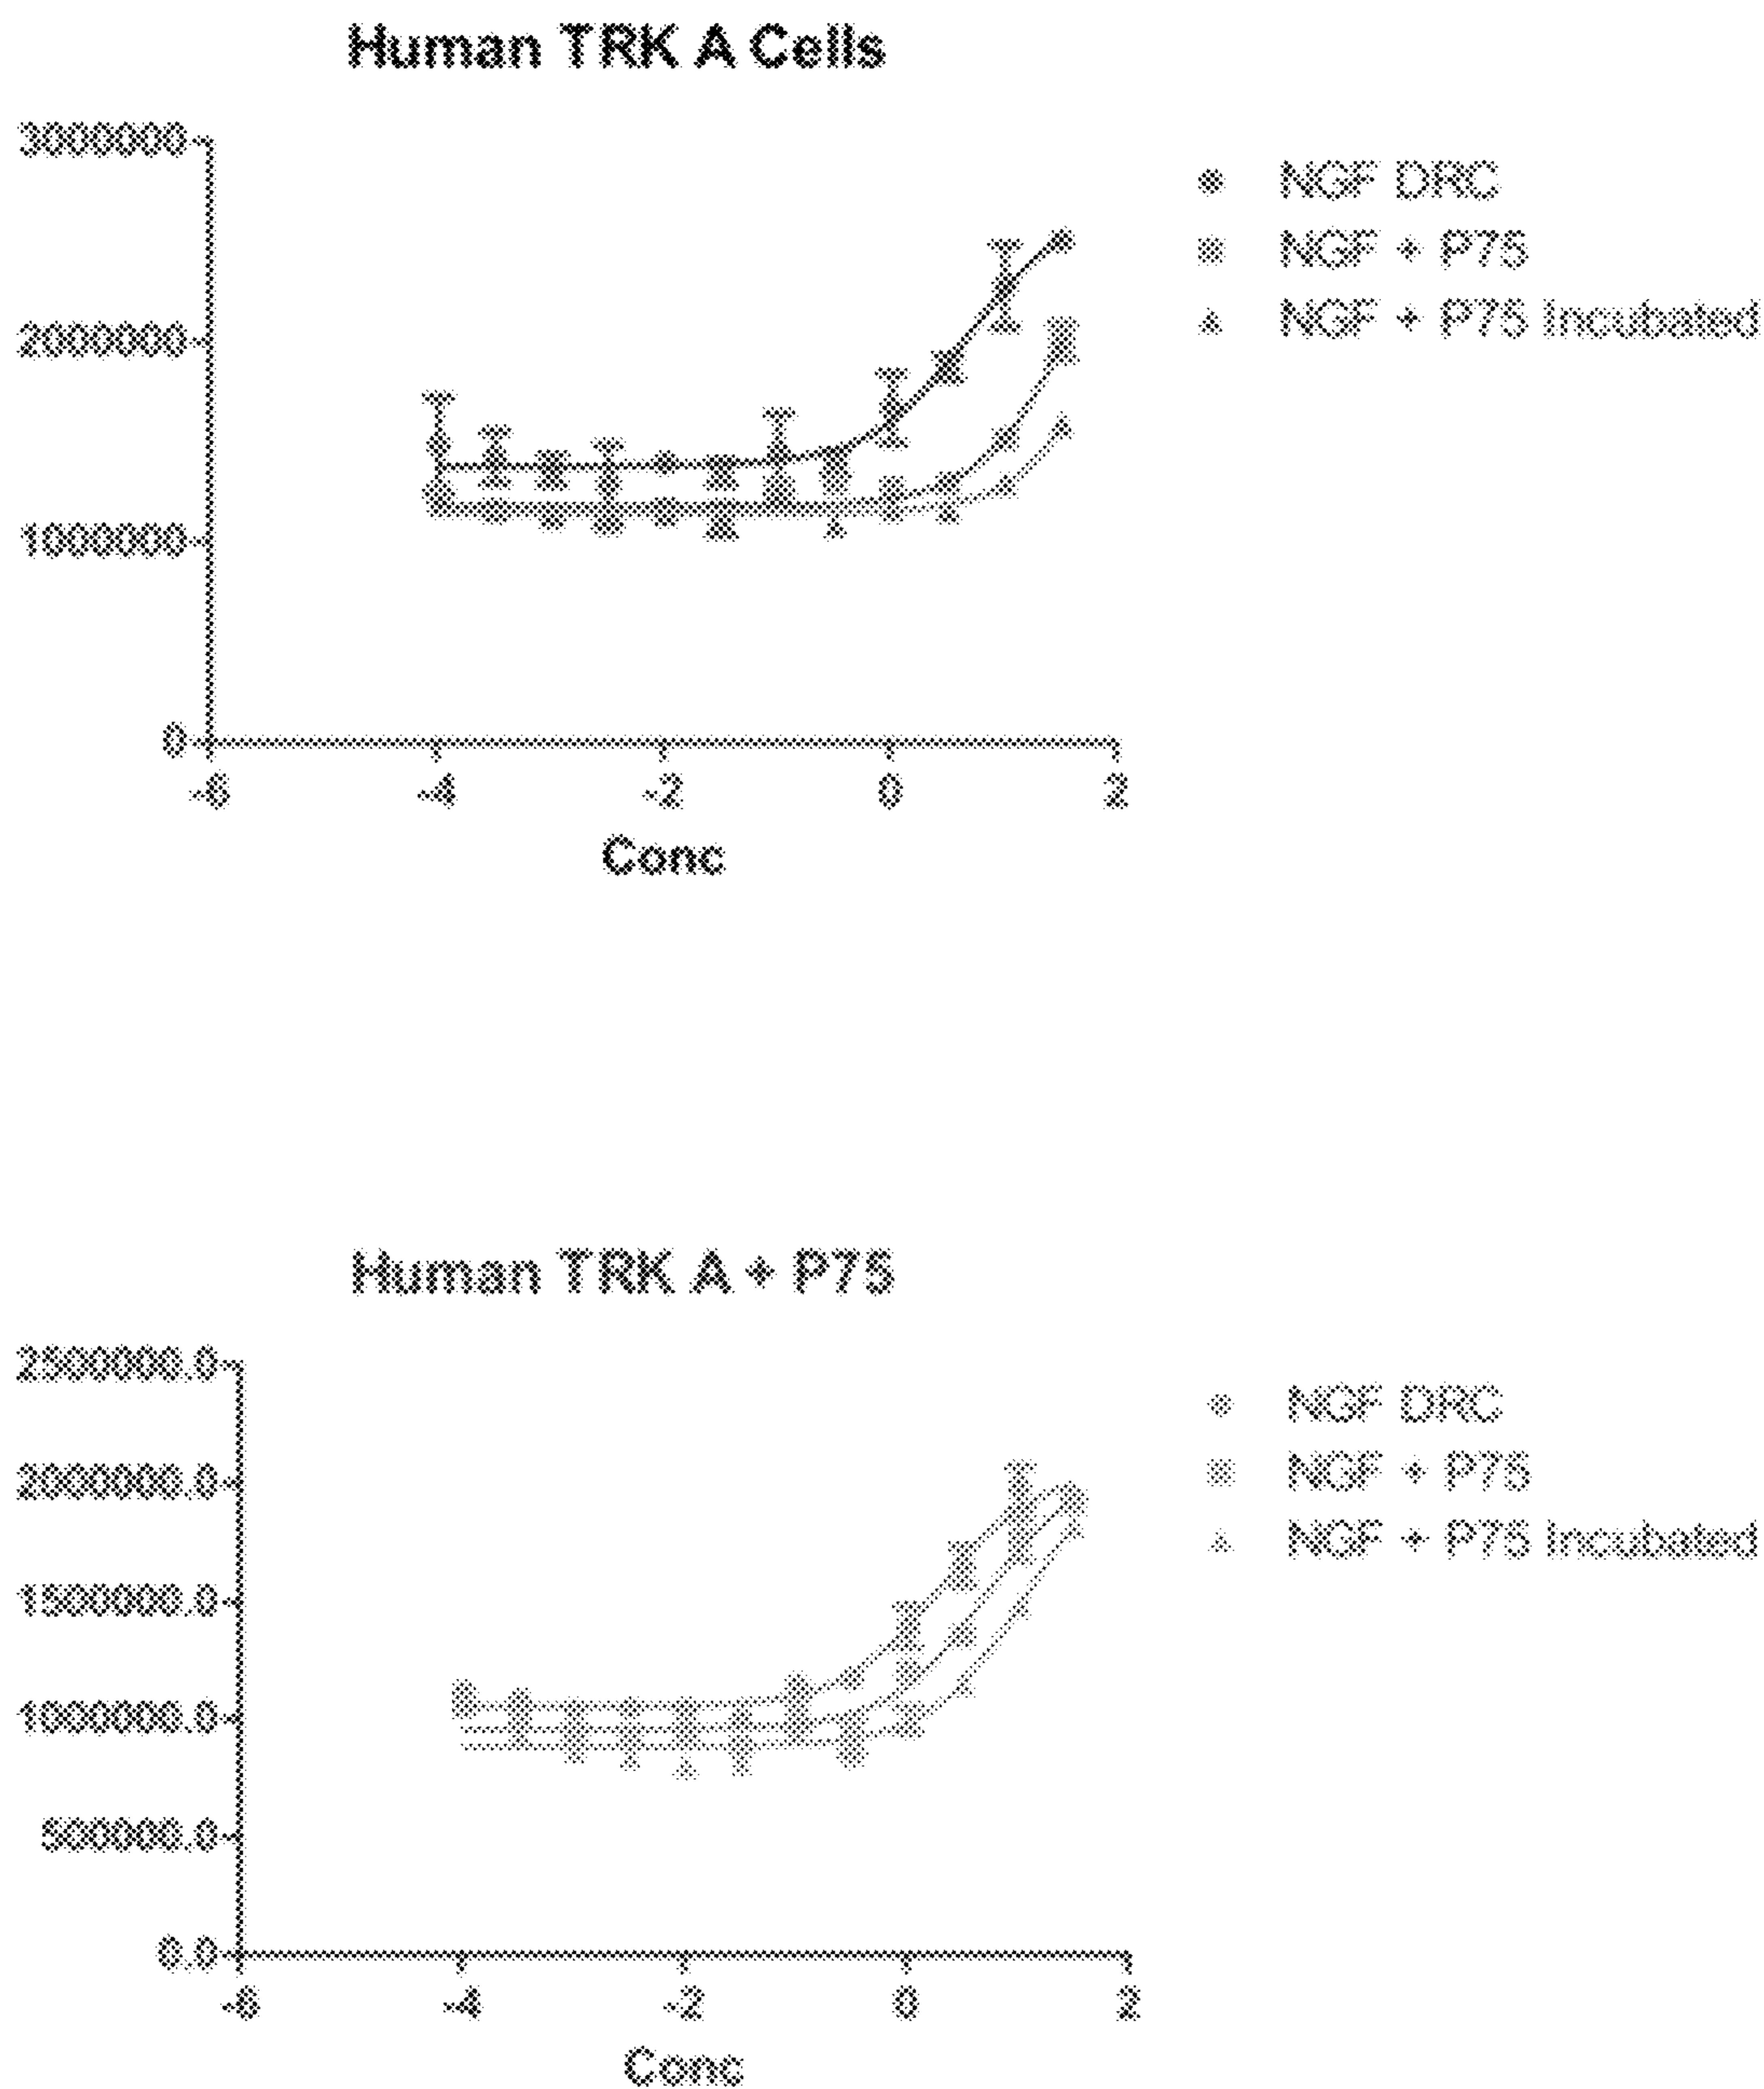 Human TRK A Cells
3000000
2000000
1000000
0
-6 -4 -2 0 2
Conc
NGF DRC
NGF + P75
NGF + P75 Incubated
Human TRK A + P75
2500000.0
2000000.0
1500000.0
1000000.0
500000.0
0.0
-6 -4 -2 0 2
Conc
NGF DRC
NGF + P75
NGF + P75 Incubated